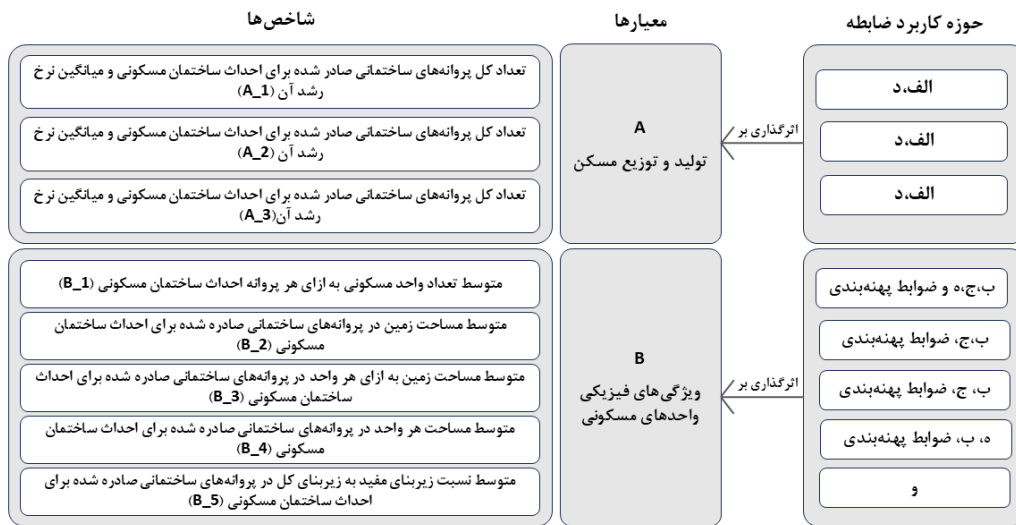 حوزه کاربرد ضابطه
معیارها
شاخص‌ها
الف،د
الف،د
الف،د
اثرگذاری بر
A
تولید و توزیع مسکن
تعداد کل پروانه‌های ساختمانی صادر شده برای احداث ساختمان مسکونی و میانگین نرخ
رشد آن (A_1)
تعداد کل پروانه‌های ساختمانی صادر شده برای احداث ساختمان مسکونی و میانگین نرخ
رشد آن (A_2)
تعداد کل پروانه‌های ساختمانی صادر شده برای احداث ساختمان مسکونی و میانگین نرخ
رشد آن(A_3)
ب،ج،ه و ضوابط پهنه‌بندی
ب،ج، ضوابط پهنه‌بندی
ب، ج، ضوابط پهنه‌بندی
ه، ب، ضوابط پهنه‌بندی
و
اثرگذاری بر
B
ویژگی‌های فیزیکی
واحدهای مسکونی
متوسط تعداد واحد مسکونی به ازای هر پروانه احداث ساختمان مسکونی (B_1)
متوسط مساحت زمین در پروانه‌های ساختمانی صادره شده برای احداث ساختمان
مسکونی (B_2)
متوسط مساحت زمین به ازای هر واحد در پروانه‌های ساختمانی صادره شده برای احداث
ساختمان مسکونی (B_3)
متوسط مساحت هر واحد در پروانه‌های ساختمانی صادره شده برای احداث ساختمان
مسکونی (B_4)
متوسط نسبت زیربنای مفید به زیربنای کل در پروانه‌های ساختمانی صادره شده برای
احداث ساختمان مسکونی (B_5)